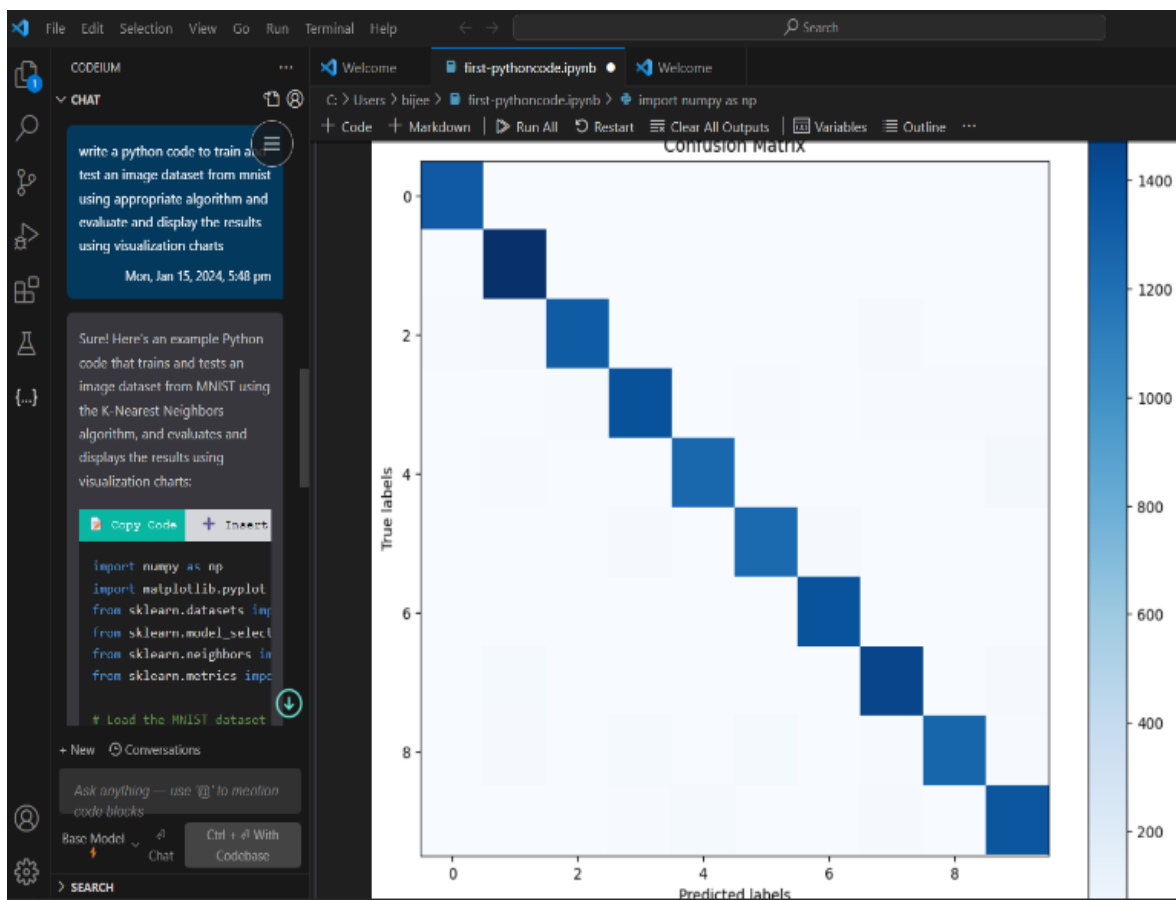 File Edit Selection View Go Run Terminal Help
Search
CODEIUM
CHAT
write a python code to train and
test an image dataset from mnist
using appropriate algorithm and
evaluate and display the results
using visualization charts
Mon, Jan 15, 2024, 5:48 pm
Sure! Here's an example Python
code that trains and tests an
image dataset from MNIST using
the K-Nearest Neighbors
algorithm, and evaluates and
displays the results using
visualization charts:
Copy Code + Insert
import numpy as np
import matplotlib.pyplot
from sklearn.datasets imp
from sklearn.model_select
from sklearn.neighbors im
from sklearn.metrics impo
# Load the MNIST dataset
+ New Conversations
Ask anything — use '@' to mention
code blocks
Base Model
Chat
Ctrl + ⏎ With
Codebase
> SEARCH
1
Welcome first-pythoncode.ipynb Welcome
C: > Users > bijee > first-pythoncode.ipynb > import numpy as np
+ Code + Markdown | Run All Restart Clear All Outputs | Variables Outline ...
Confusion Matrix
True labels
0
2
4
6
8
0 2 4 6 8
Predicted labels
1400
1200
1000
800
600
400
200